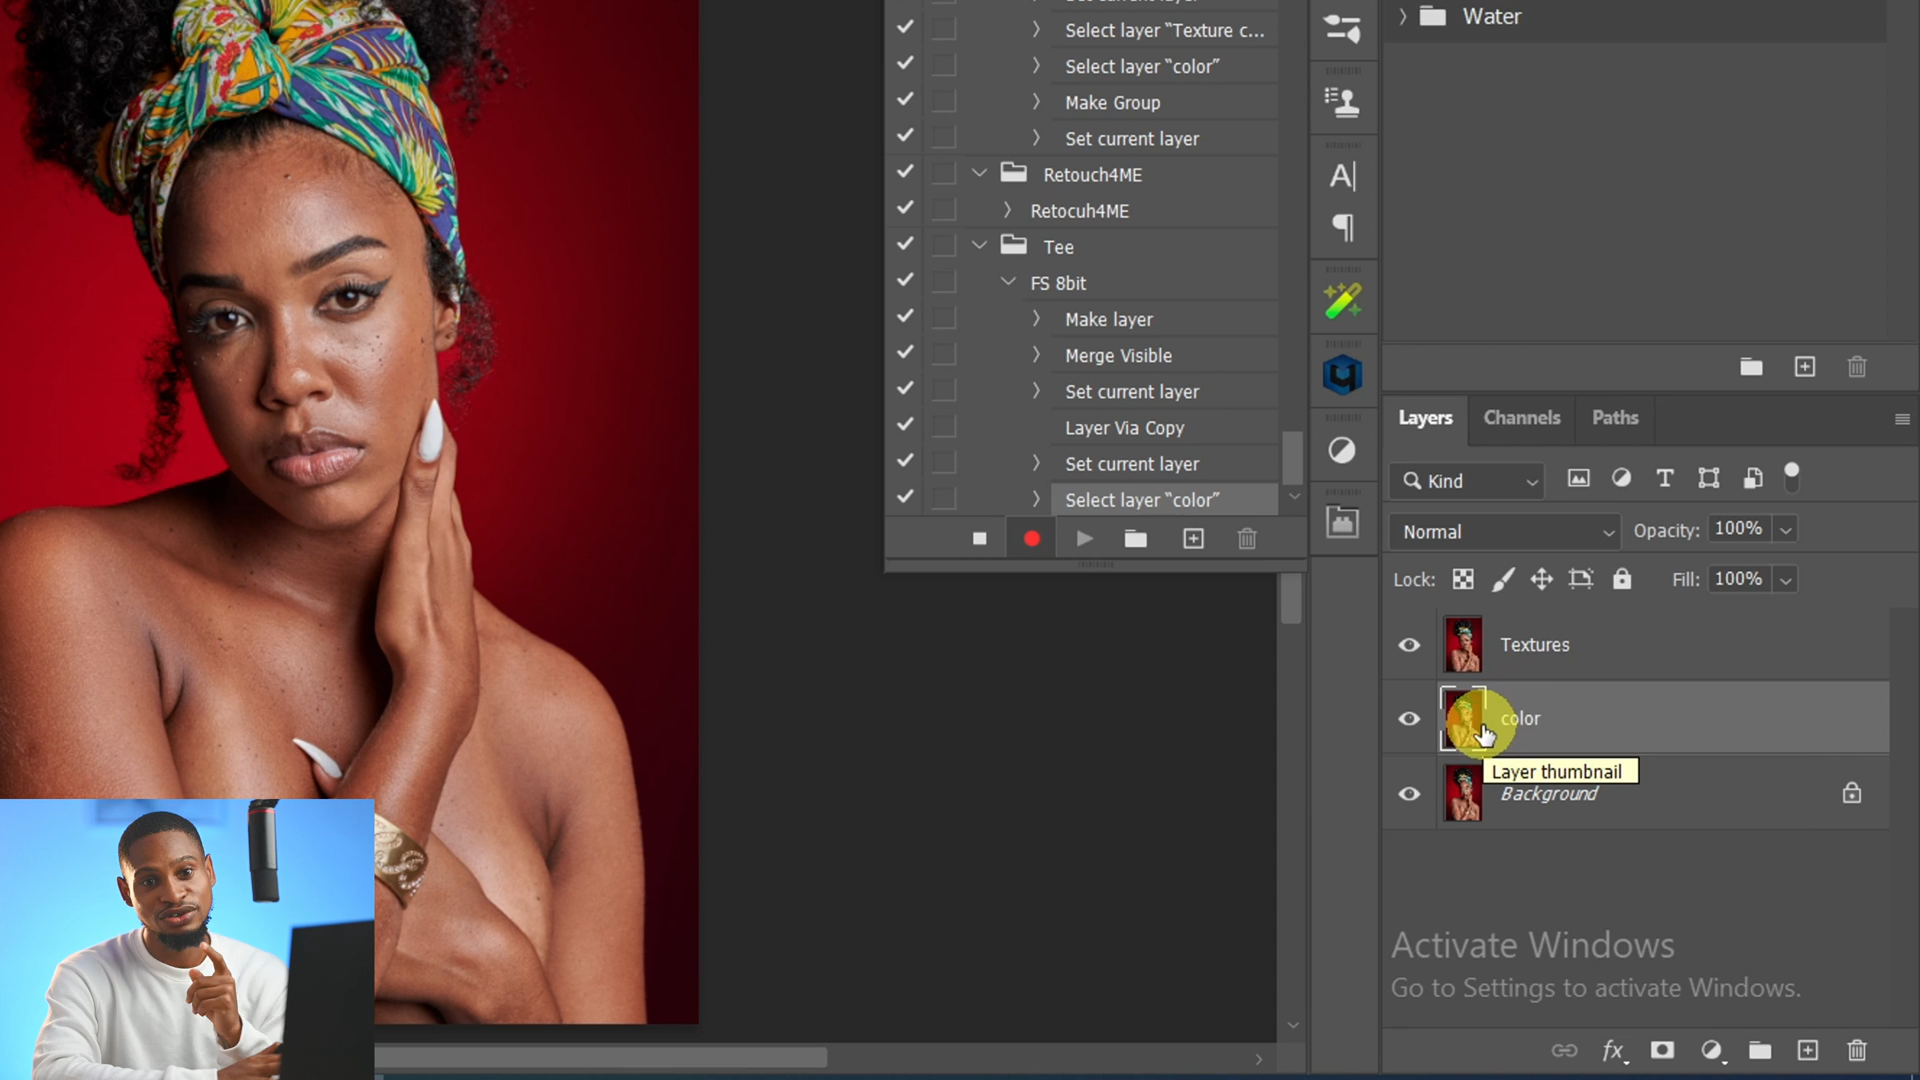 Select layer “Texture c...
Select layer “color”
Make Group
Set current layer
Retouch4ME
Retocuh4ME
Tee
FS 8bit
Make layer
Merge Visible
Set current layer
Layer Via Copy
Set current layer
Select layer “color”
A|
¶
Water
Layers
Channels
Paths
Kind
T
Normal
Opacity: 100%
Lock:
Fill: 100%
Textures
color
Layer thumbnail
Background
Activate Windows
Go to Settings to activate Windows.
fx